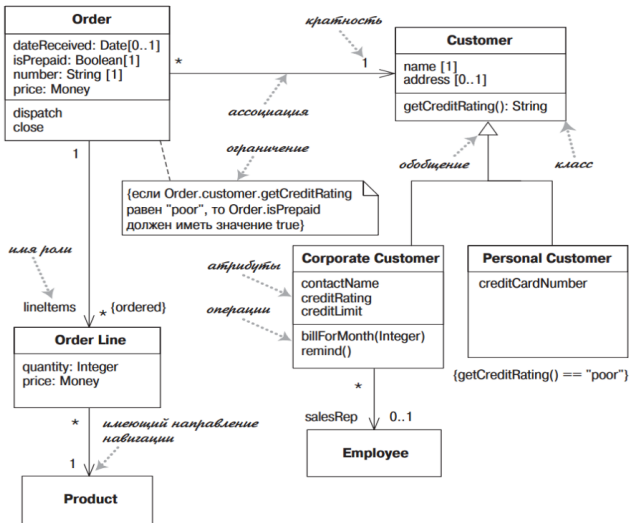 Order
dateReceived: Date[0..1]
isPrepaid: Boolean[1]
number: String [1]
price: Money
dispatch
close
*
1
кратность
ассоциация
Customer
name [1]
address [0..1]
getCreditRating(): String
обобщение
класс
ограничение
{если Order.customer.getCreditRating
равен "poor", то Order.isPrepaid
должен иметь значение true}
1
имя роли
lineItems
*
{ordered}
Order Line
quantity: Integer
price: Money
*
имеющий направление
навигации
1
Product
атрибуты
операции
Corporate Customer
contactName
creditRating
creditLimit
billForMonth(Integer)
remind()
Personal Customer
creditCardNumber
{getCreditRating() == "poor"}
*
salesRep
0..1
Employee